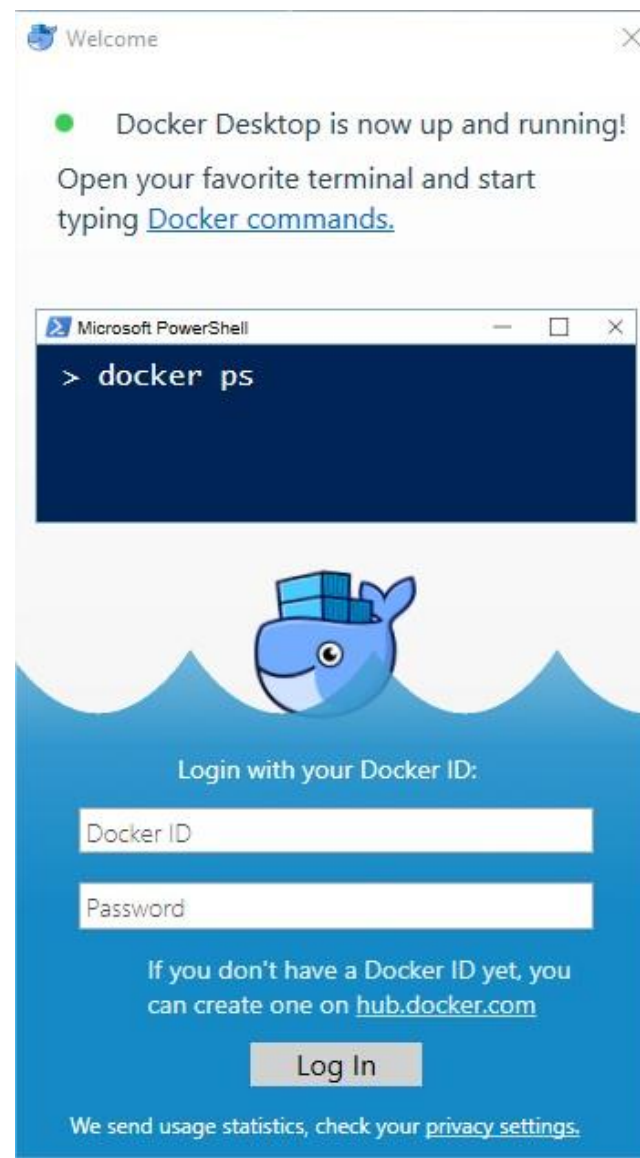 Welcome
Docker Desktop is now up and running!
Open your favorite terminal and start
typing Docker commands.
Microsoft PowerShell
> docker ps
Login with your Docker ID:
Docker ID
Password
If you don't have a Docker ID yet, you
can create one on hub.docker.com
Log In
We send usage statistics, check your privacy settings.